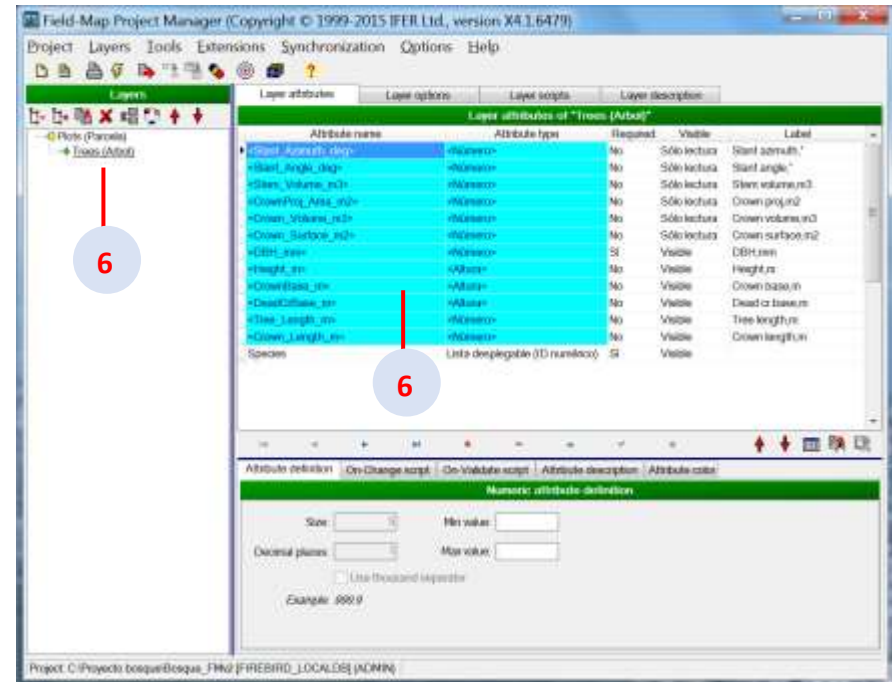 Field-Map Project Manager (Copyright © 1999-2015 IFER Ltd., version X4.1.6479)
Project Layers Tools Extensions Synchronization Options Help
Layers
Layer attributes Layer options Layer scripts Layer description
Layer attributes of "Trees (Arbol)"
Attribute name Attribute type Required Visible Label
Plots (Parcela)
Trees (Arbol)
<Slant_Azimuth_deg> <Número> No Sólo lectura Slant azimuth,°
<Slant_Angle_deg> <Número> No Sólo lectura Slant angle,°
<Stem_Volume_m3> <Número> No Sólo lectura Stem volume,m3
<CrownProj_Area_m2> <Número> No Sólo lectura Crown proj,m2
<Crown_Volume_m3> <Número> No Sólo lectura Crown volume,m3
<Crown_Surface_m2> <Número> No Sólo lectura Crown surface,m2
<DBH_mm> <Número> Sí Visible DBH,mm
<Height_m> <Altura> No Visible Height,m
<CrownBase_m> <Altura> No Visible Crown base,m
<DeadCrBase_m> <Altura> No Visible Dead cr.base,m
<Tree_Length_m> <Número> No Visible Tree length,m
<Crown_Length_m> <Número> No Visible Crown length,m
Species Lista desplegable (ID numérico) Sí Visible
6
6
Attribute definition On-Change script On-Validate script Attribute description Attribute color
Numeric attribute definition
Size: Min value:
Decimal places: Max value:
Use thousand separator
Example: 999.9
Project: C:\Proyecto bosque\Bosque_FMv2 [FIREBIRD_LOCALDB] (ADMIN)